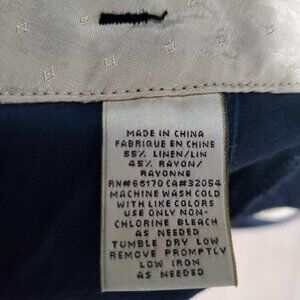 MADE IN CHINA
FABRIQUE EN CHINE
55% LINEN/LIN
45% RAYON/
RAYONNE
RN#65170 CA#32054
MACHINE WASH COLD
WITH LIKE COLORS
USE ONLY NON-
CHLORINE BLEACH
AS NEEDED
TUMBLE DRY LOW
REMOVE PROMPTLY
LOW IRON
AS NEEDED